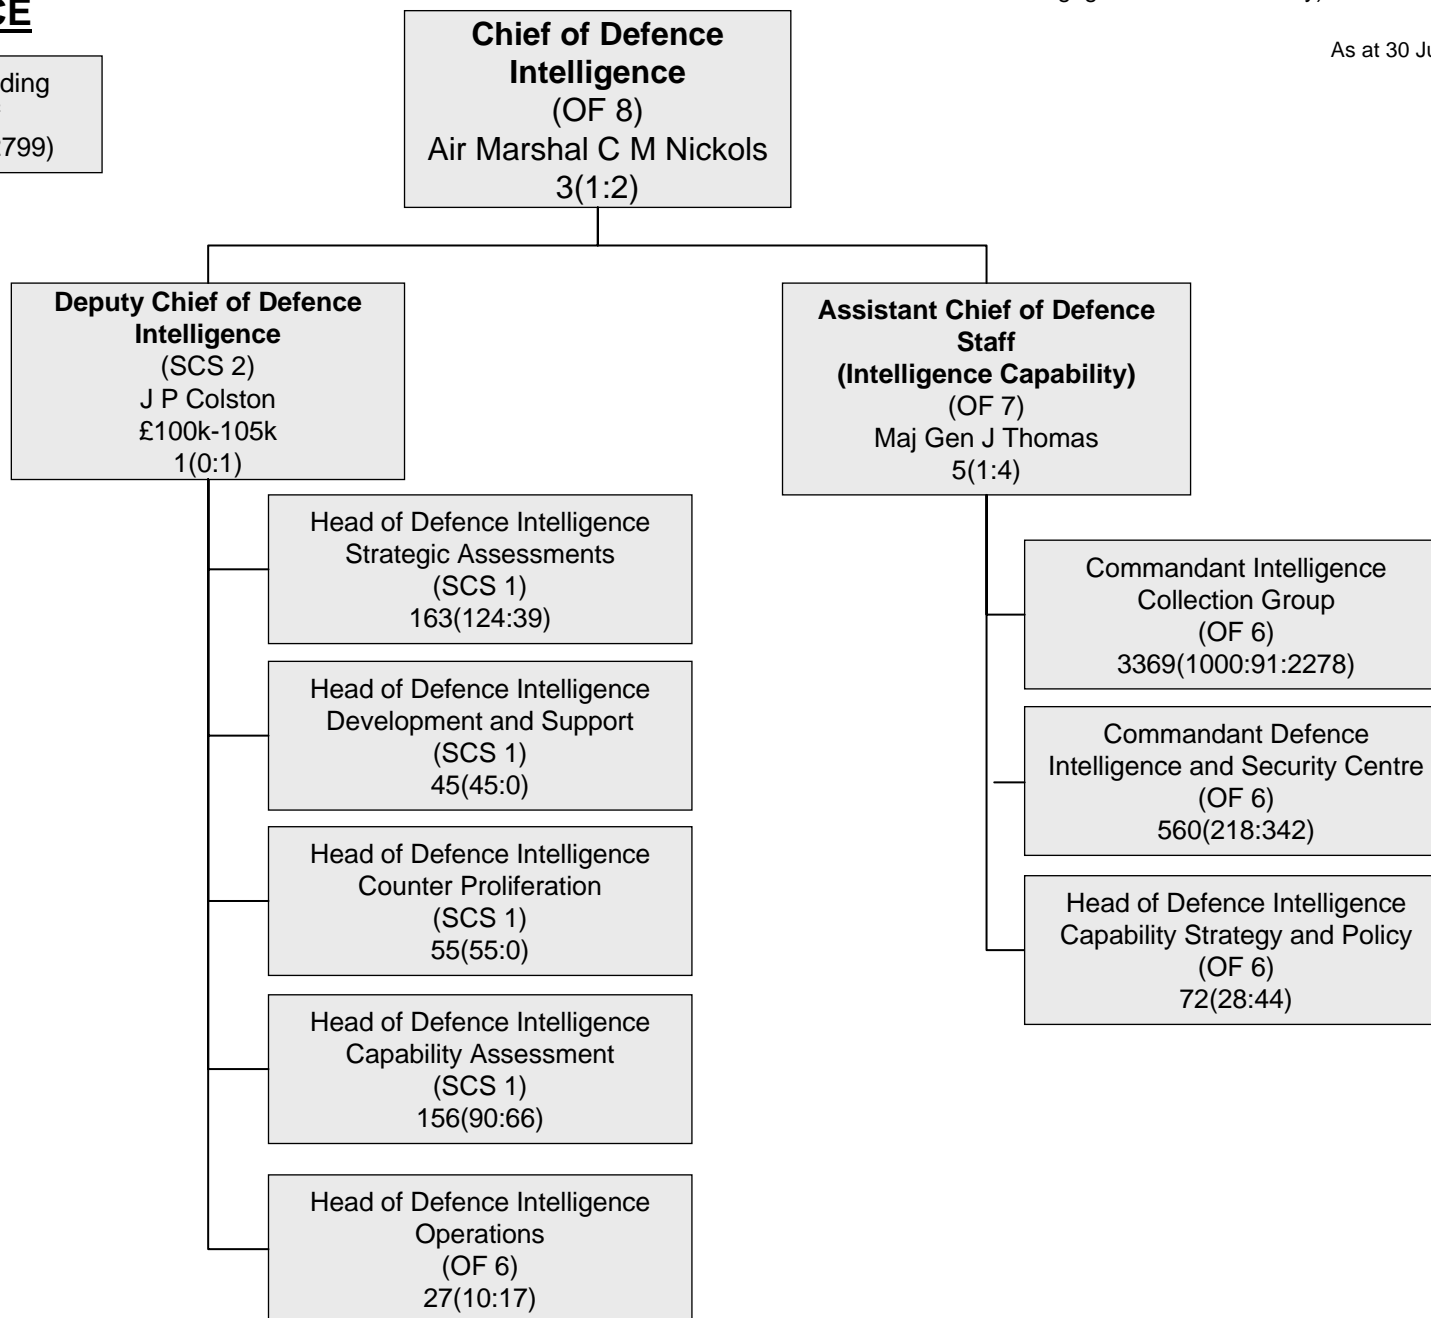 CE
ding
799)
As at 30 Ju
Chief of Defence
Intelligence
(OF 8)
Air Marshal C M Nickols
3(1:2)
Deputy Chief of Defence
Intelligence
(SCS 2)
J P Colston
£100k-105k
1(0:1)
Assistant Chief of Defence
Staff
(Intelligence Capability)
(OF 7)
Maj Gen J Thomas
5(1:4)
Head of Defence Intelligence
Strategic Assessments
(SCS 1)
163(124:39)
Head of Defence Intelligence
Development and Support
(SCS 1)
45(45:0)
Head of Defence Intelligence
Counter Proliferation
(SCS 1)
55(55:0)
Head of Defence Intelligence
Capability Assessment
(SCS 1)
156(90:66)
Head of Defence Intelligence
Operations
(OF 6)
27(10:17)
Commandant Intelligence
Collection Group
(OF 6)
3369(1000:91:2278)
Commandant Defence
Intelligence and Security Centre
(OF 6)
560(218:342)
Head of Defence Intelligence
Capability Strategy and Policy
(OF 6)
72(28:44)